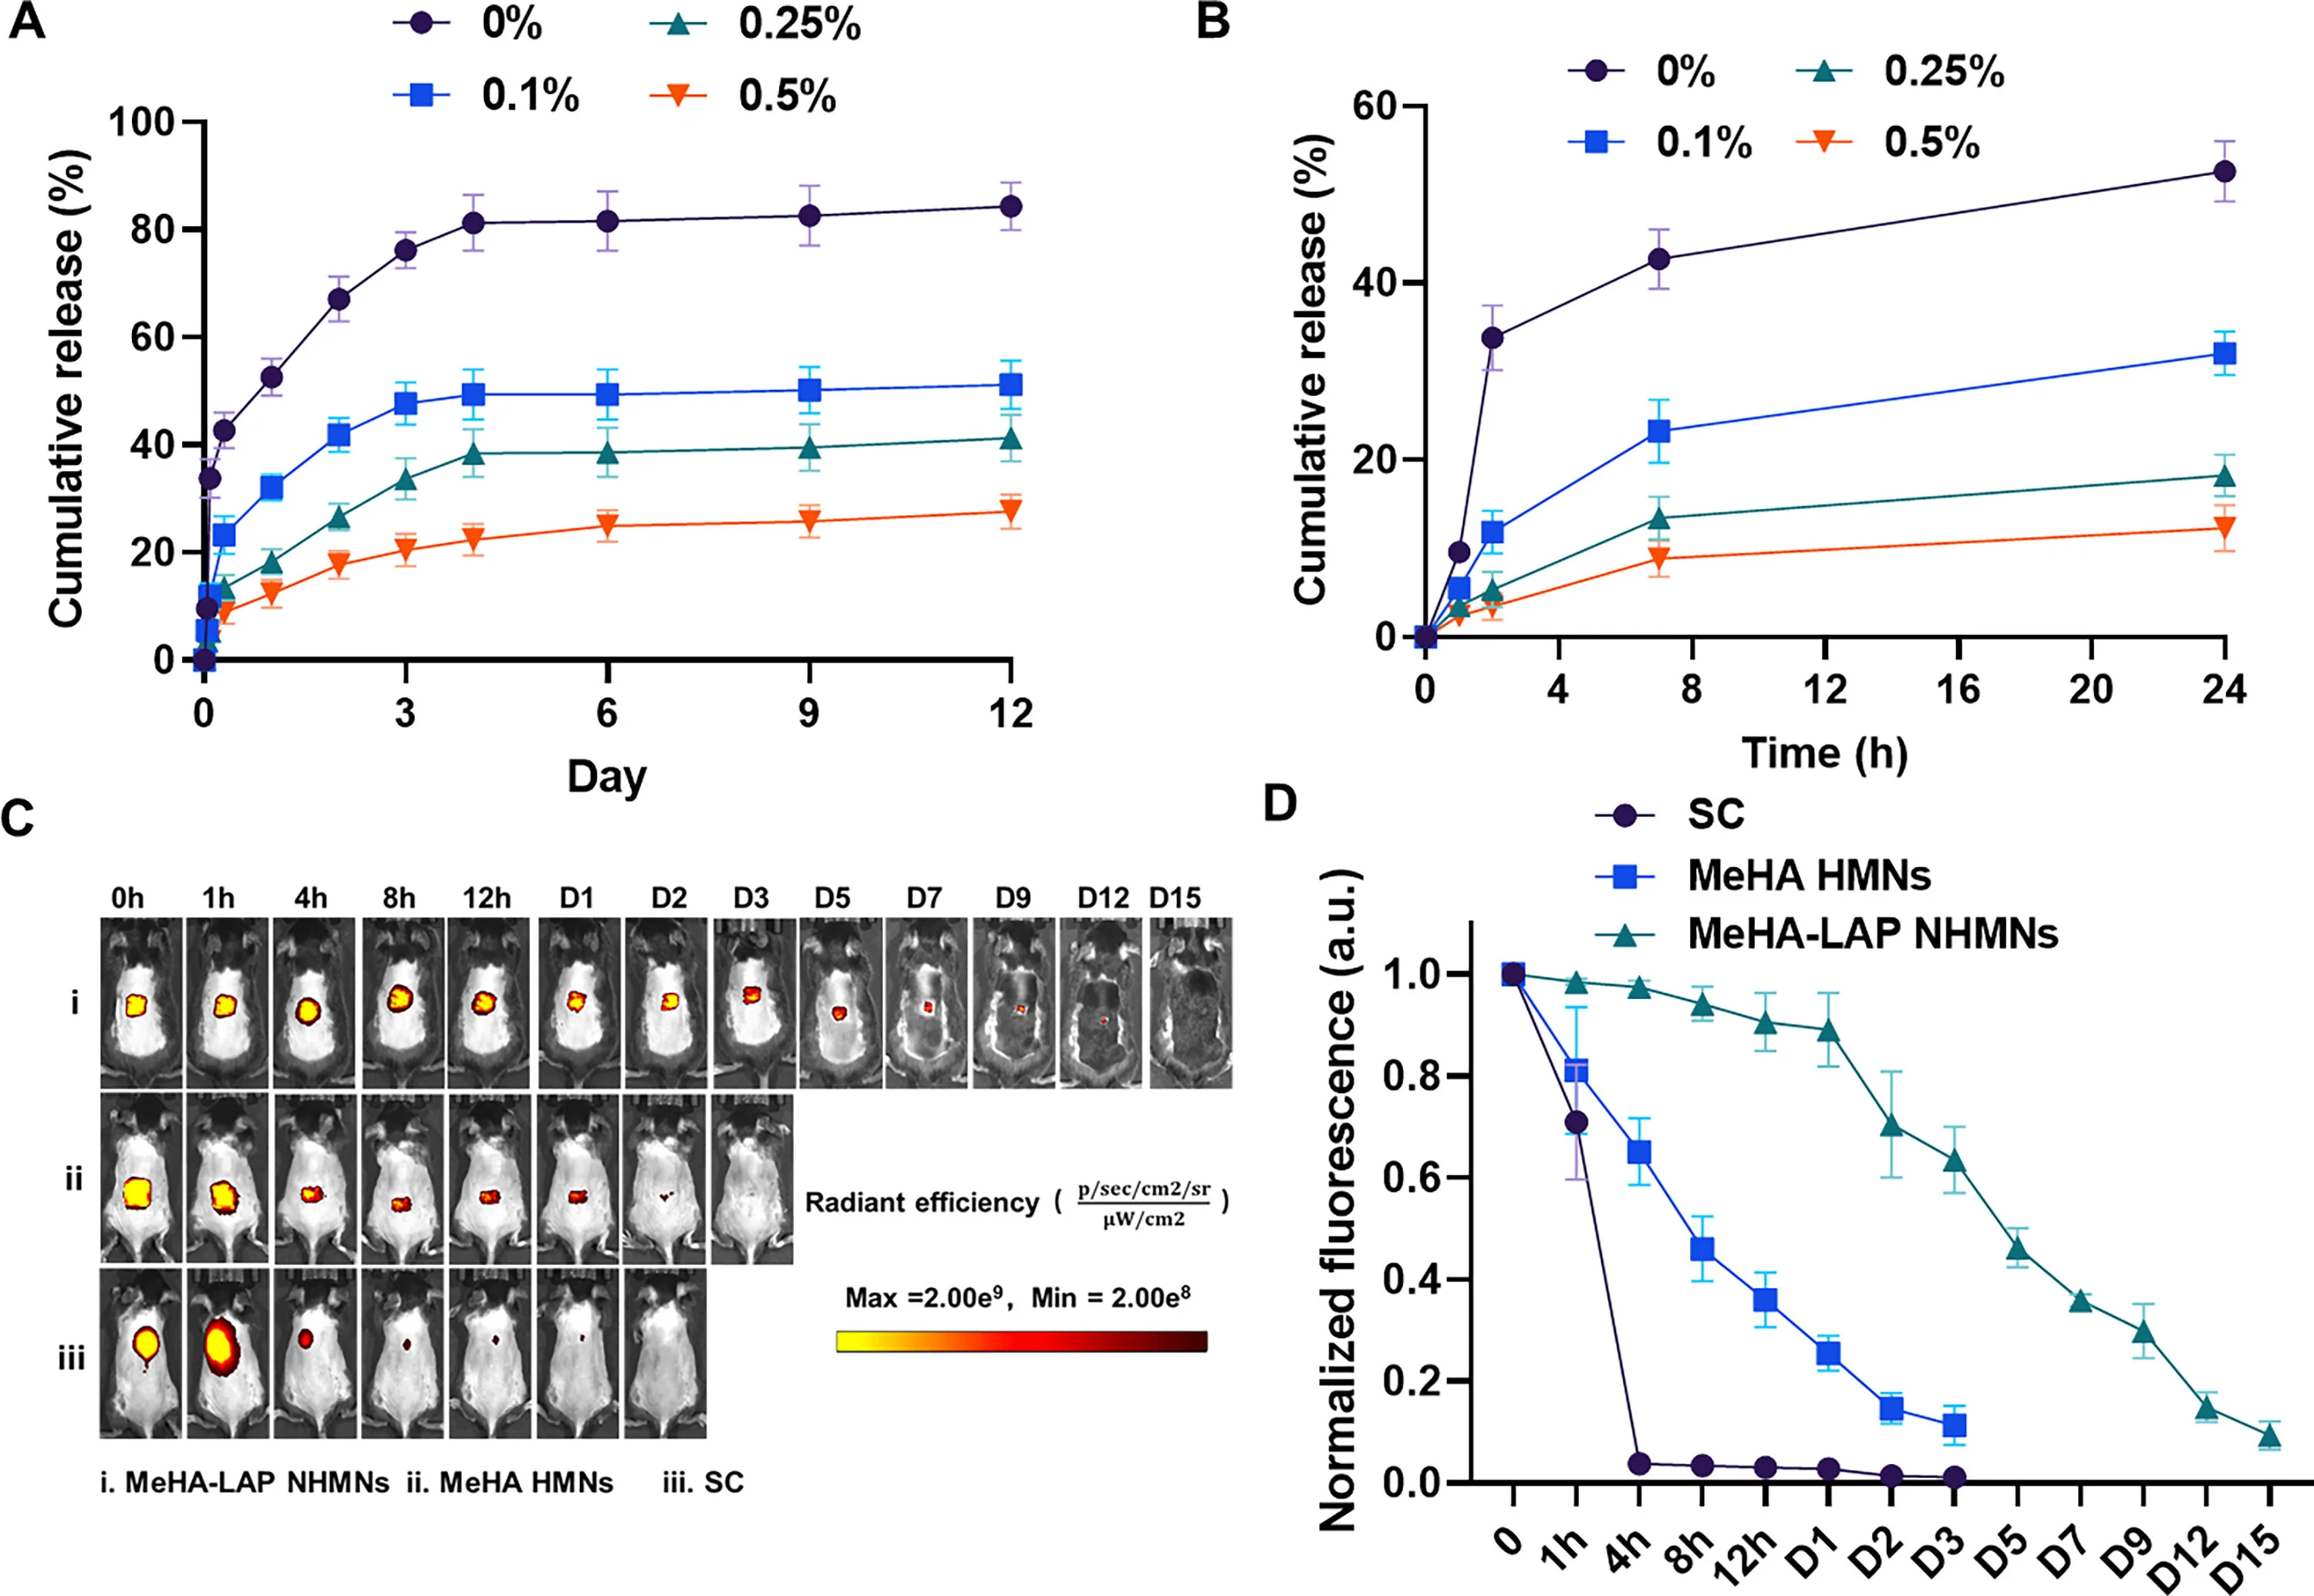 A
0% 0.25%
0.1% 0.5%
Cumulative release (%)
100
80
60
40
20
0
0 3 6 9 12
Day
B
0% 0.25%
0.1% 0.5%
Cumulative release (%)
60
40
20
0
0 4 8 12 16 20 24
Time (h)
C
0h 1h 4h 8h 12h D1 D2 D3 D5 D7 D9 D12 D15
i
ii
iii
Radiant efficiency ( p/sec/cm2/sr
μW/cm2 )
Max =2.00e⁹, Min = 2.00e⁸
i. MeHA-LAP NHMNs ii. MeHA HMNs iii. SC
D
SC
MeHA HMNs
MeHA-LAP NHMNs
Normalized fluorescence (a.u.)
1.0
0.8
0.6
0.4
0.2
0.0
0 1h 4h 8h 12h D1 D2 D3 D5 D7 D9 D12 D15